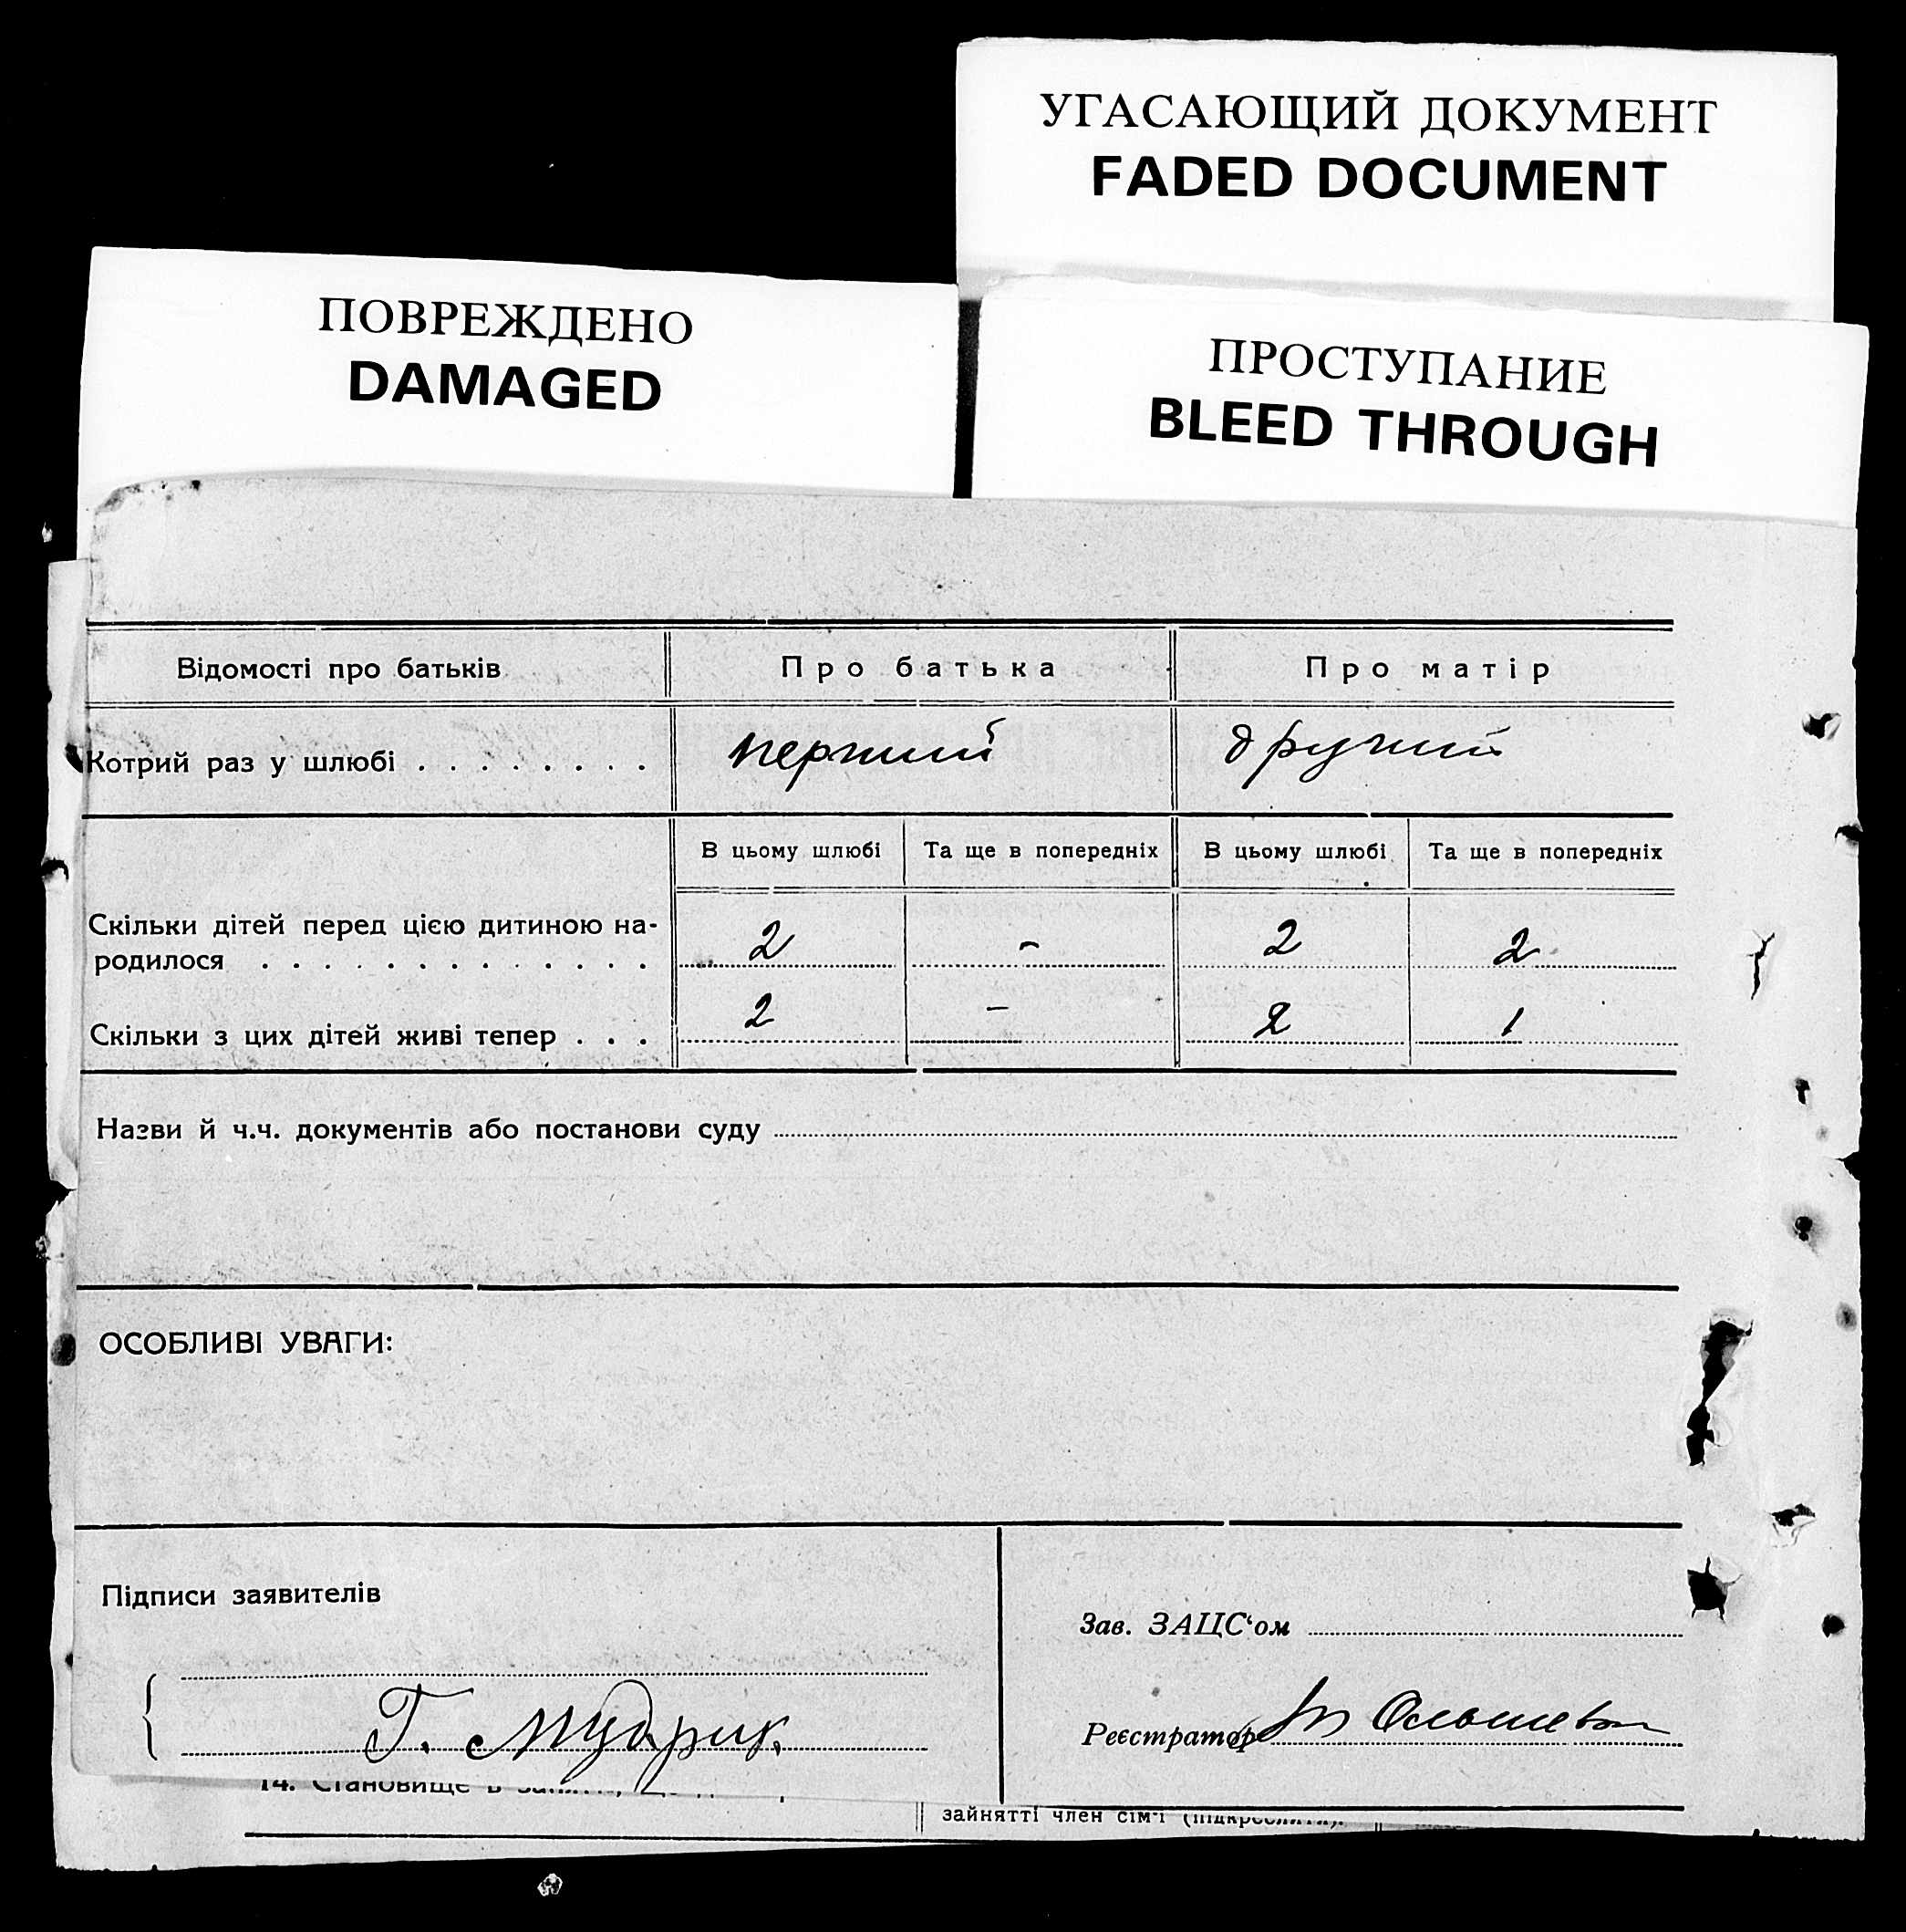 УГАСАЮЩИЙ ДОКУМЕНТ
FADED DOCUMENT
ПОВРЕЖДЕНО
DAMAGED
ПРОСТУПАНИЕ
BLEED THROUGH
Відомості про батьків
Про батька
Про матір
Котрий раз у шлюбі . . . . . . . .
перший
другий
В цьому шлюбі
Та ще в попередніх
В цьому шлюбі
Та ще в попередніх
Скільки дітей перед цією дитиною на-
родилося . . . . . . . . . . . . . .
2
-
2
2
Скільки з цих дітей живі тепер . . .
2
-
2
1
Назви й ч.ч. документів або постанови суду
ОСОБЛИВІ УВАГИ:
Підписи заявителів
Г. Мудрик
Зав. ЗАЦС'ом
Реєстратор
14. Становище в
зайнятті член сім'ї (підкреслити).